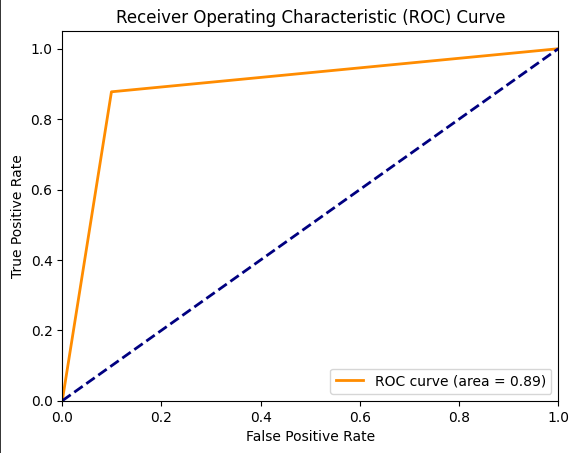 Receiver Operating Characteristic (ROC) Curve
1.0
0.8
0.6
0.4
0.2
0.0
True Positive Rate
ROC curve (area = 0.89)
0.0 0.2 0.4 0.6 0.8 1.0
False Positive Rate